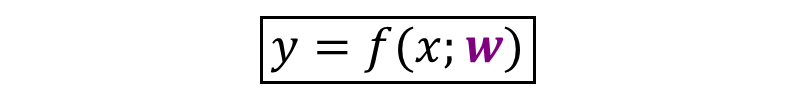 y = f(x; w)